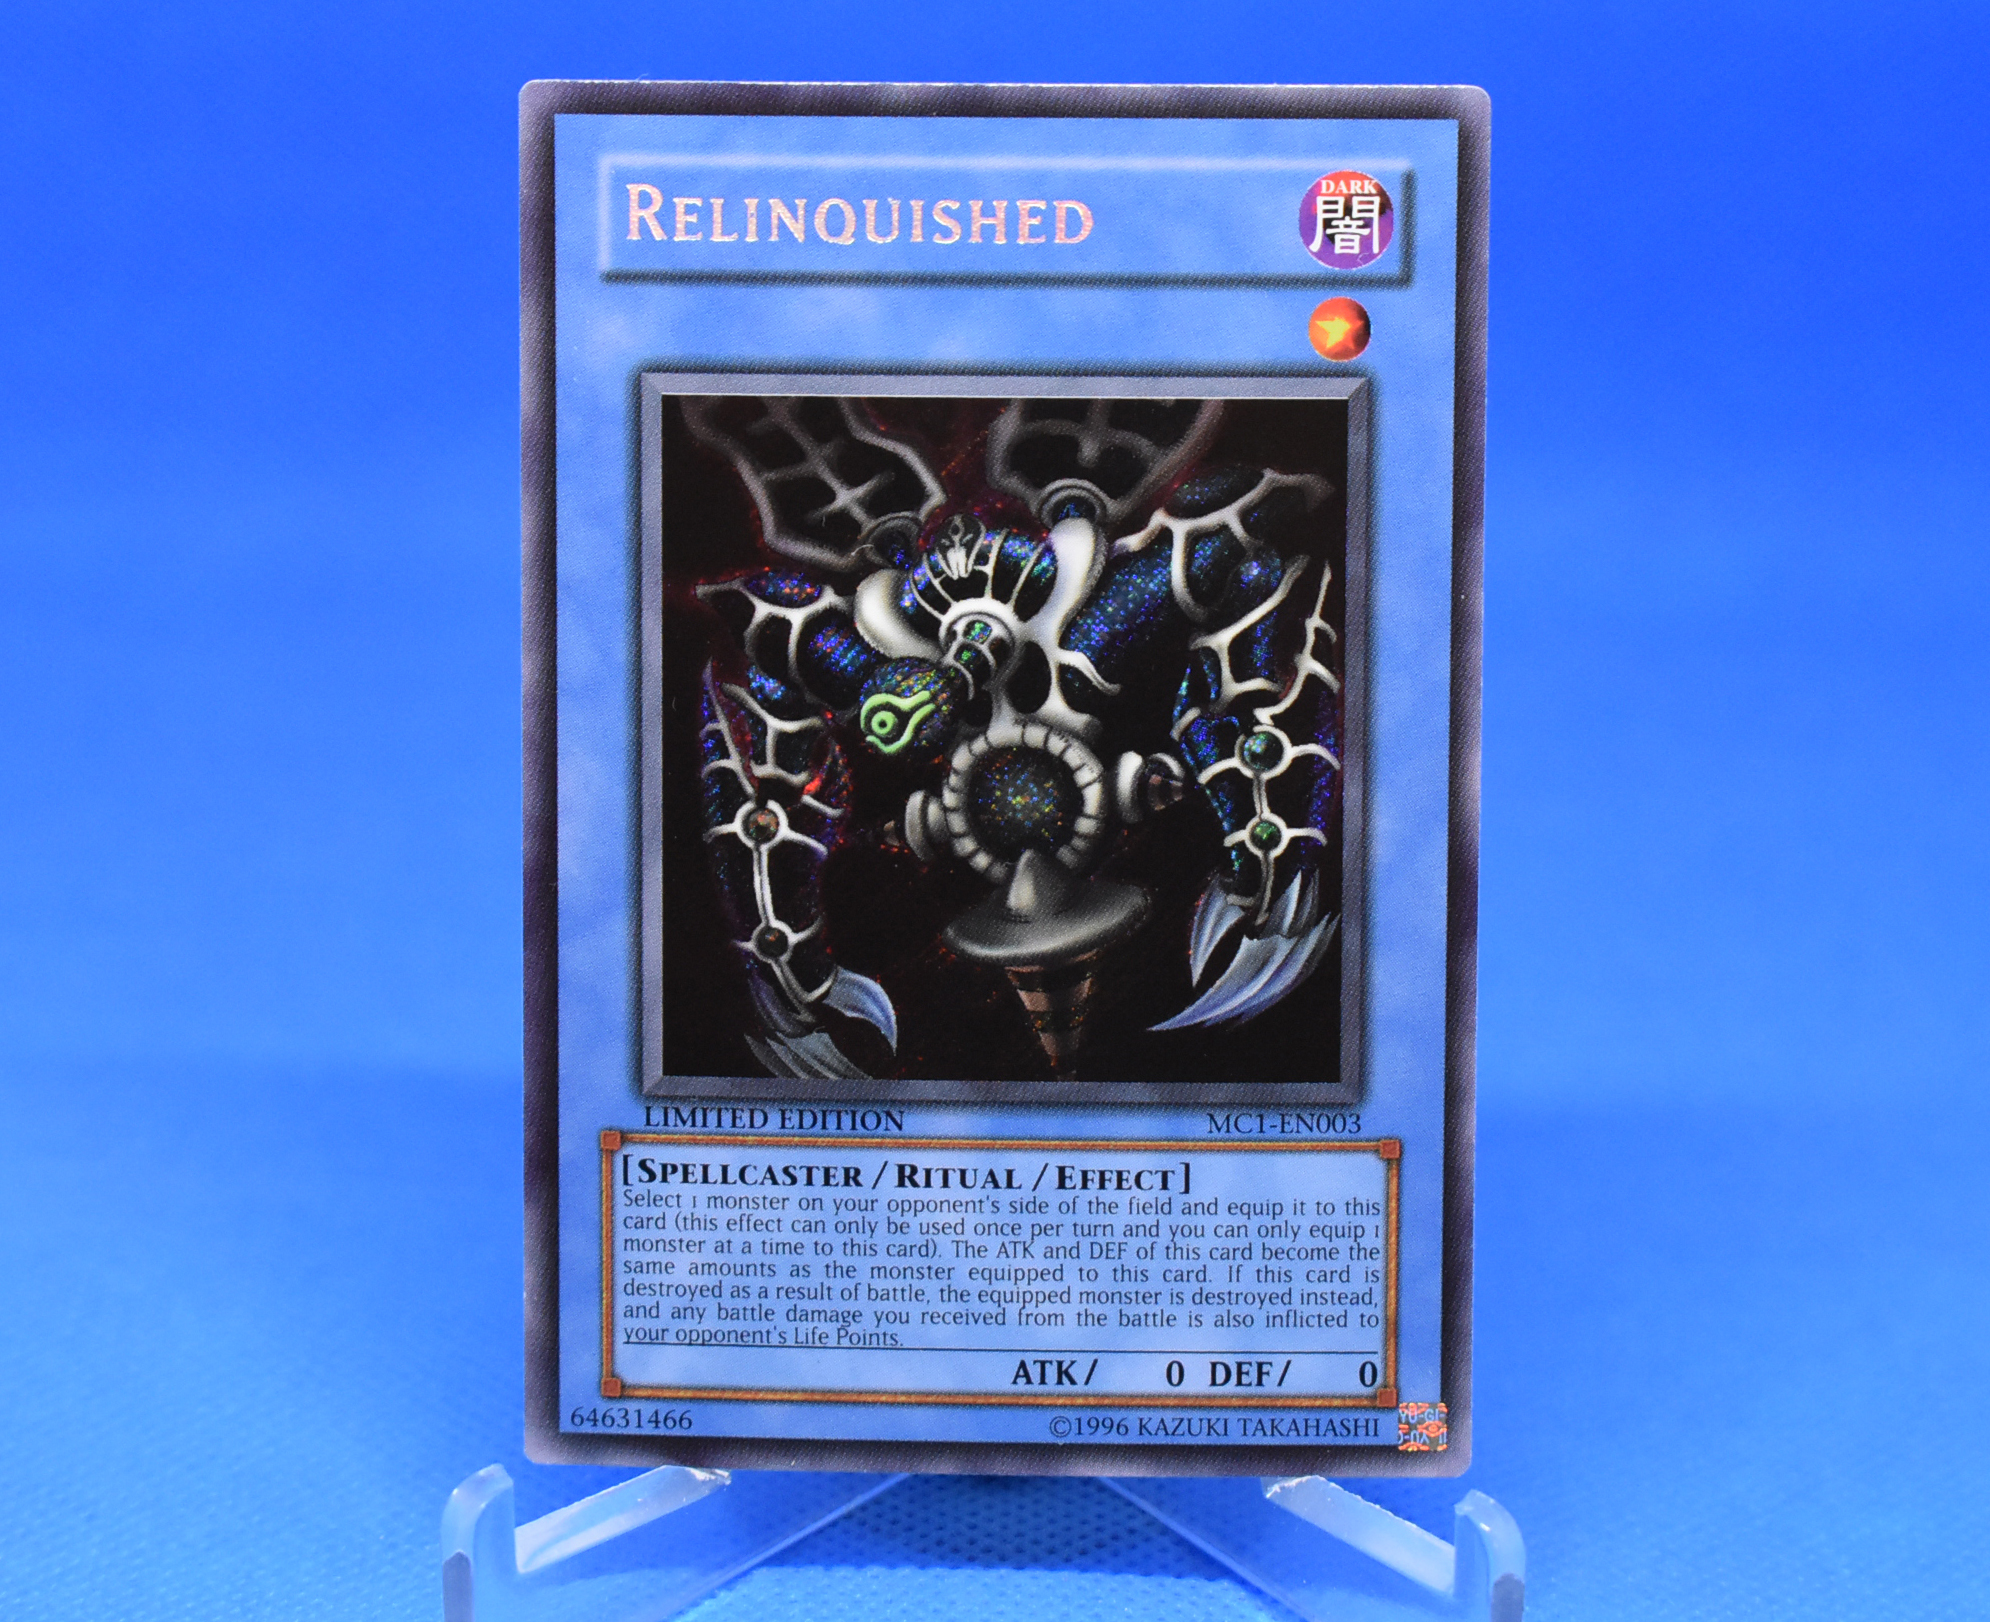 RELINQUISHED
DARK
闇
LIMITED EDITION
MC1-EN003
[SPELLCASTER / RITUAL / EFFECT]
Select 1 monster on your opponent's side of the field and equip it to this
card (this effect can only be used once per turn and you can only equip 1
monster at a time to this card). The ATK and DEF of this card become the
same amounts as the monster equipped to this card. If this card is
destroyed as a result of battle, the equipped monster is destroyed instead,
and any battle damage you received from the battle is also inflicted to
your opponent's Life Points.
ATK/ 0 DEF/ 0
64631466
©1996 KAZUKI TAKAHASHI